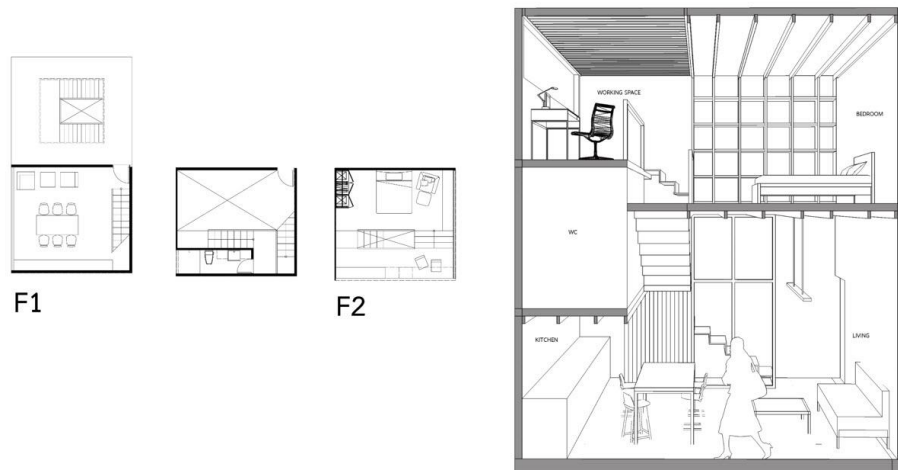 F1
F2
WORKING SPACE
BEDROOM
WC
KITCHEN
LIVING